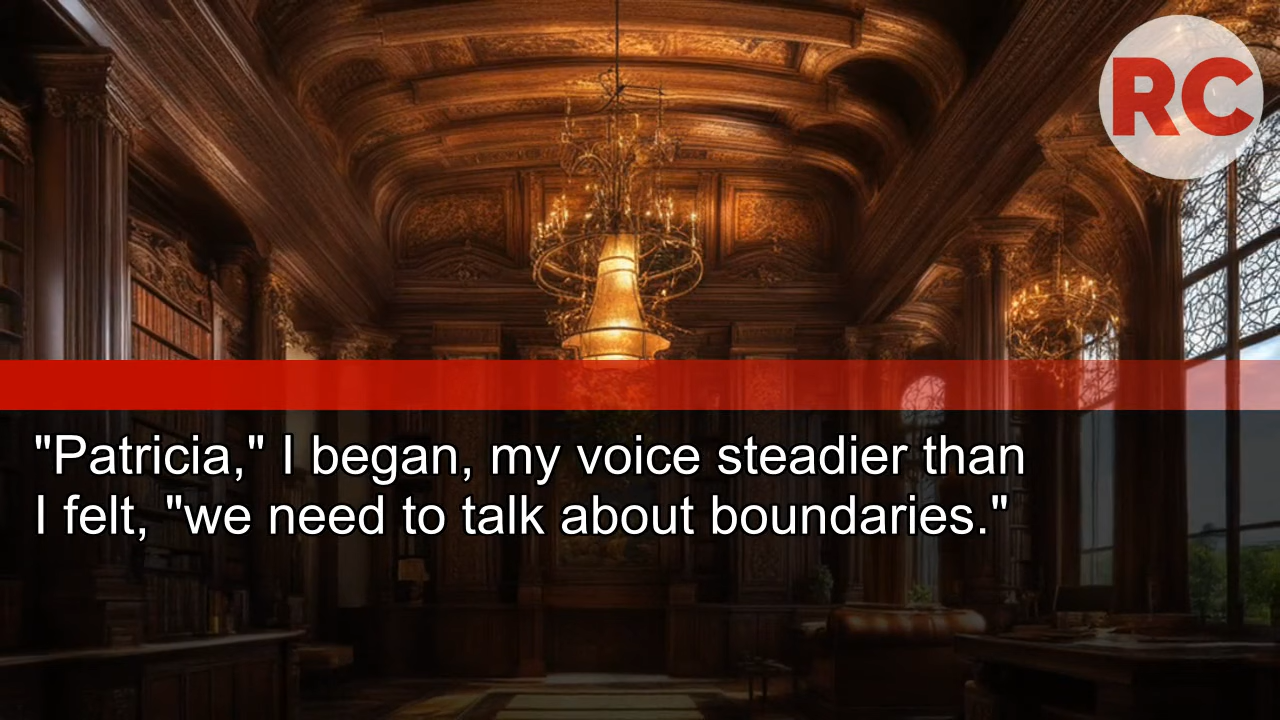 RC
"Patricia," I began, my voice steadier than
I felt, "we need to talk about boundaries."